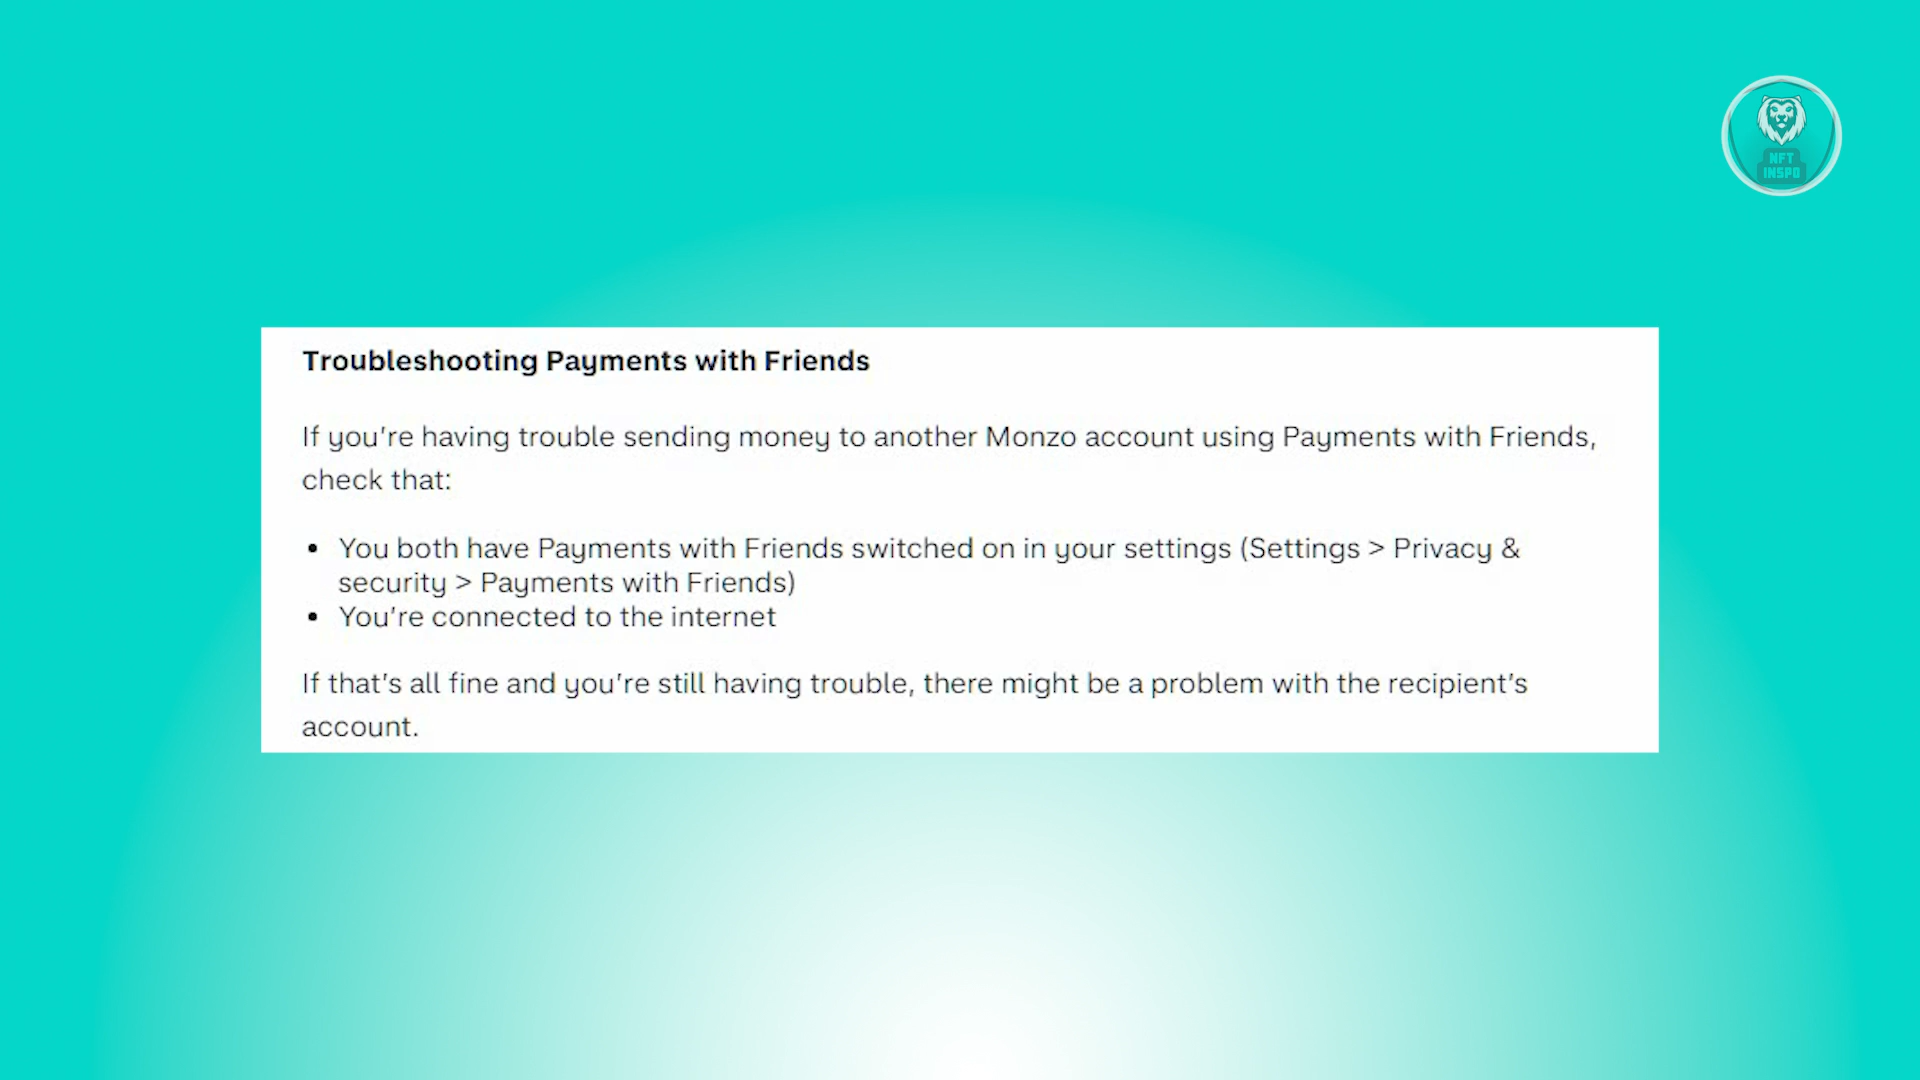 NFT
INSPO
Troubleshooting Payments with Friends
If you're having trouble sending money to another Monzo account using Payments with Friends,
check that:
• You both have Payments with Friends switched on in your settings (Settings > Privacy &
security > Payments with Friends)
• You're connected to the internet
If that's all fine and you're still having trouble, there might be a problem with the recipient's
account.